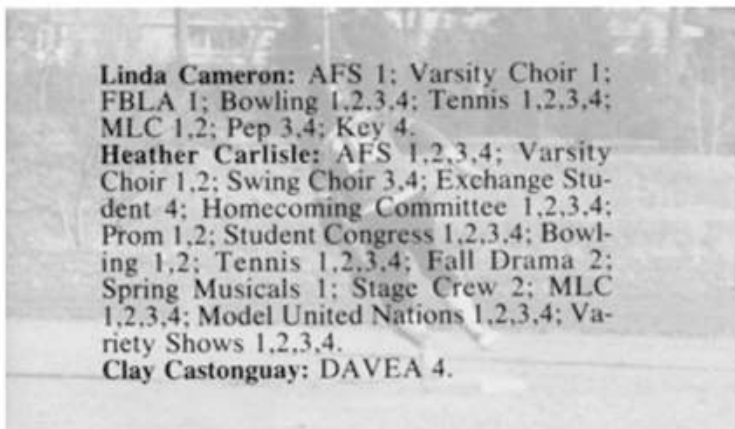 Linda Cameron: AFS 1; Varsity Choir 1;
FBLA 1; Bowling 1,2,3,4; Tennis 1,2,3,4;
MLC 1,2; Pep 3,4; Key 4.
Heather Carlisle: AFS 1,2,3,4; Varsity
Choir 1,2; Swing Choir 3,4; Exchange Stu-
dent 4; Homecoming Committee 1,2,3,4;
Prom 1,2; Student Congress 1,2,3,4; Bowl-
ing 1,2; Tennis 1,2,3,4; Fall Drama 2;
Spring Musicals 1; Stage Crew 2; MLC
1,2,3,4; Model United Nations 1,2,3,4; Va-
riety Shows 1,2,3,4.
Clay Castonguay: DAVEA 4.